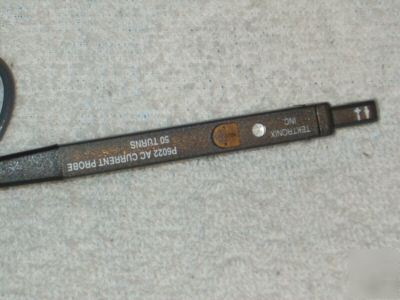 P6022 AC CURRENT PROBE
50 TURNS
TEKTRONIX
INC.